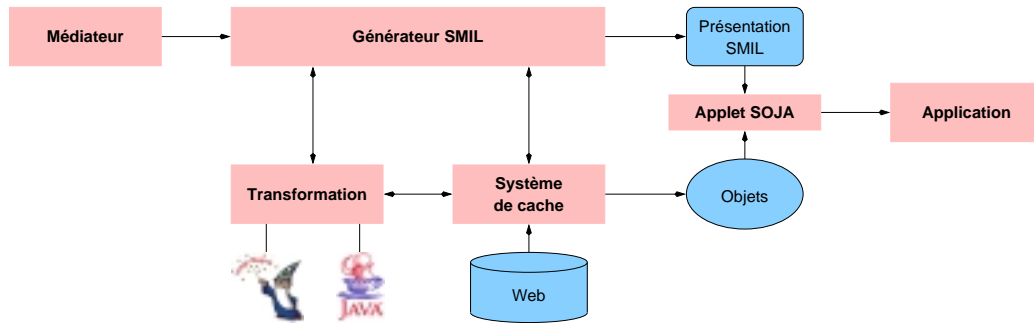 Médiateur
Générateur SMIL
Présentation
SMIL
Applet SOJA
Application
Transformation
Système
de cache
Objets
Web
JAVA